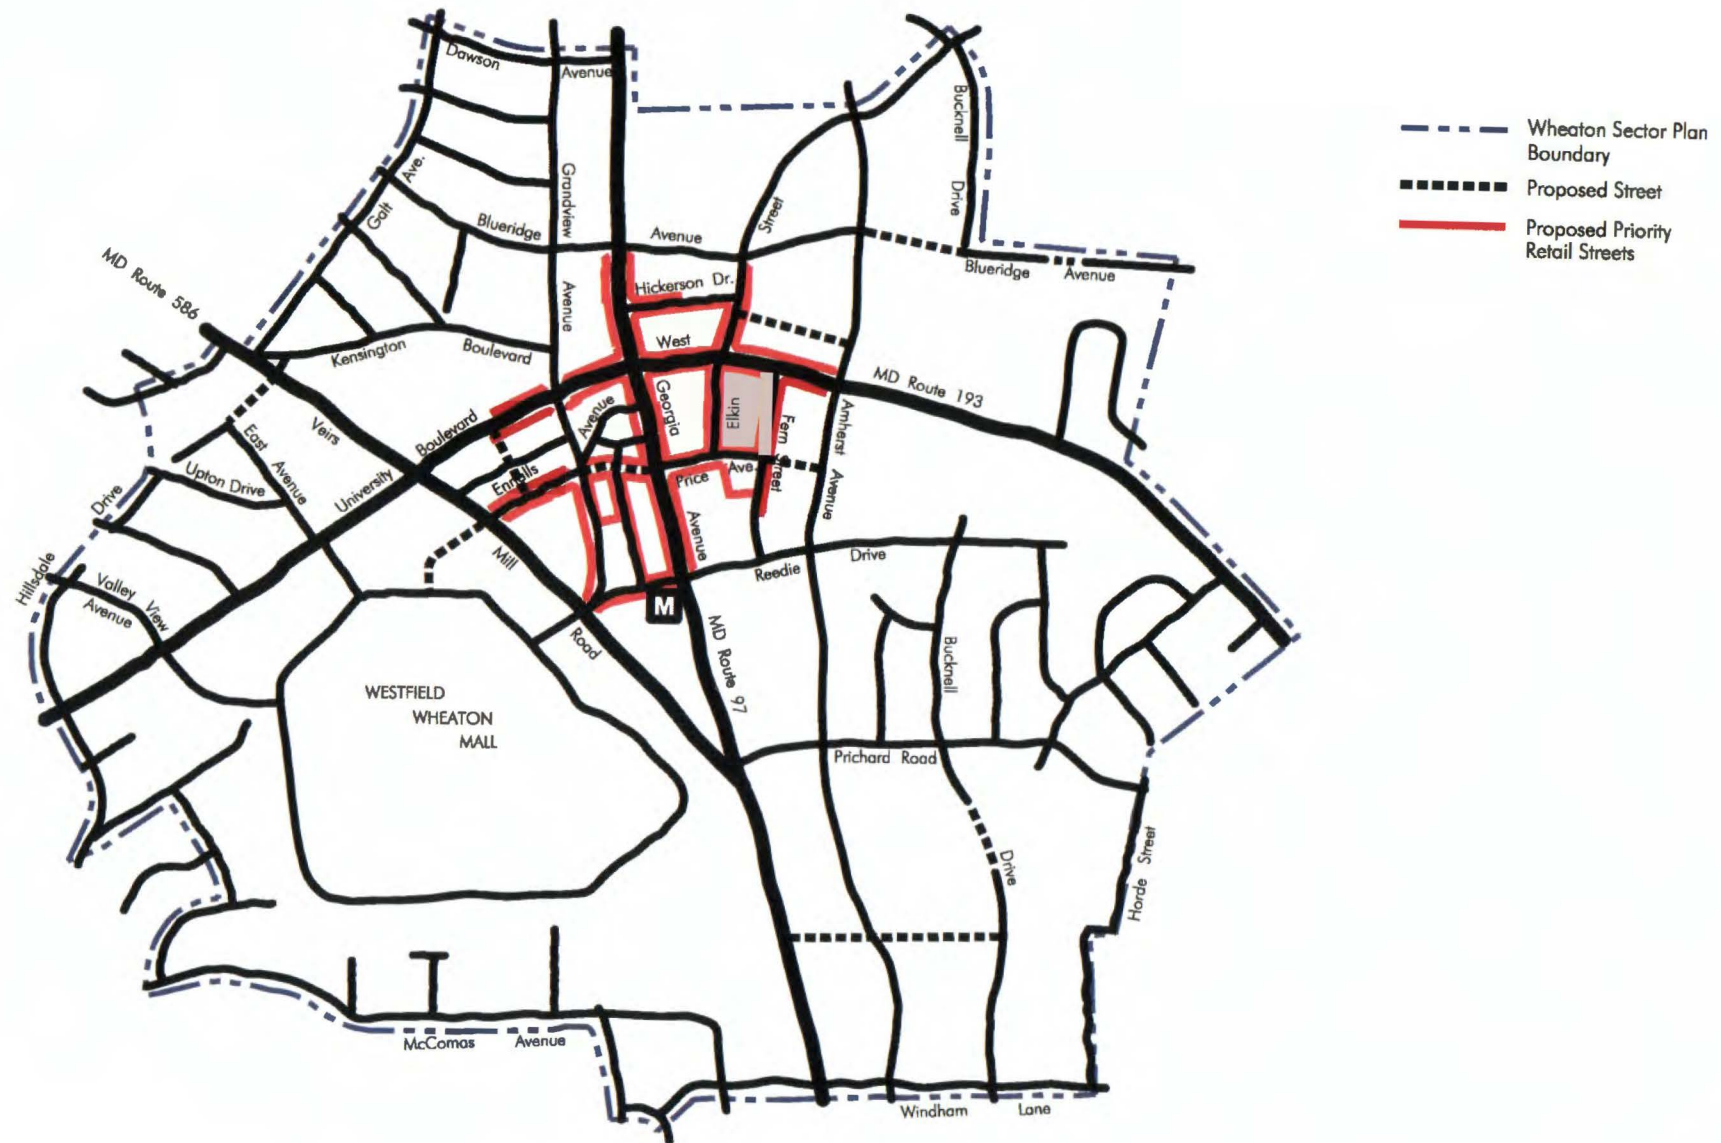 Dawson
Avenue
Bucknell
Drive
Wheaton Sector Plan
Boundary
Proposed Street
Proposed Priority
Retail Streets
Galt
Ave.
Grandview
Avenue
Blueridge
Avenue
Street
Blueridge
Avenue
MD Route 586
Hickerson Dr.
Kensington
Boulevard
West
MD Route 193
Veirs
Boulevard
Avenue
Georgia
Elkin
Fern
Street
Amherst
Avenue
East
Avenue
Upton Drive
University
Ennalls
Price
Ave.
Drive
Hillsdale
Mill
Avenue
Reedie
Drive
Valley View
Avenue
M
Road
MD Route 97
Bucknell
WESTFIELD
WHEATON
MALL
Prichard Road
Drive
Horde Street
McComas
Avenue
Windham
Lane